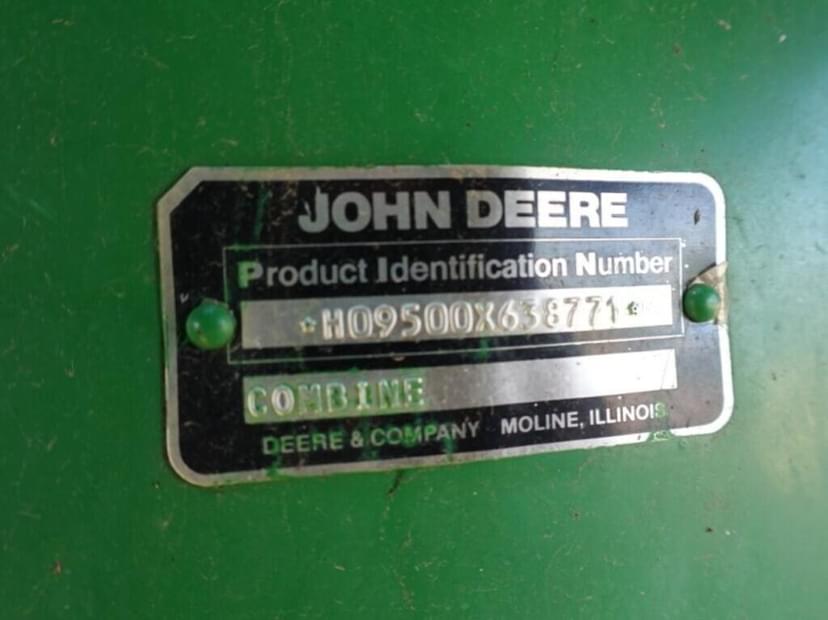 JOHN DEERE
Product Identification Number
*H09500X638771*
COMBINE
DEERE & COMPANY MOLINE, ILLINOIS